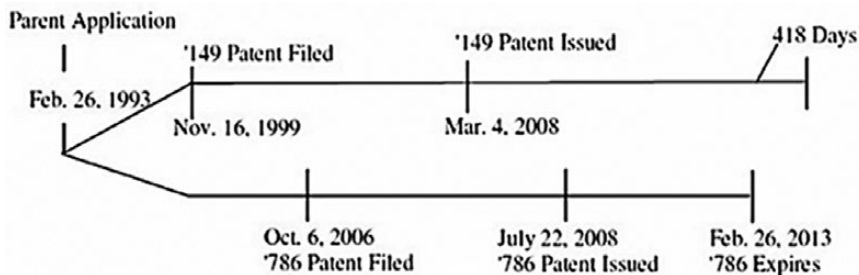 Parent Application
'149 Patent Filed
'149 Patent Issued
418 Days
Feb. 26, 1993
Nov. 16, 1999
Mar. 4, 2008
Oct. 6, 2006
'786 Patent Filed
July 22, 2008
'786 Patent Issued
Feb. 26, 2013
'786 Expires